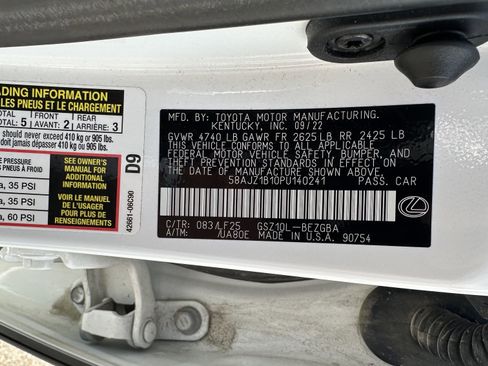 ADING INFORMATION
LES PNEUS ET LE CHARGEMENT
TOTAL 5 FRONT AVANT: 2 REAR ARRIÈRE: 3
should never exceed 410 kg or 905 lbs.
doit jamais dépasser 410 kg ou 905 lb.
E PRESSURE
S PNEUS À FROID
a, 35 PSI
a, 35 PSI
a, 60 PSI
SEE OWNER'S
MANUAL FOR
ADDITIONAL
INFORMATION
VOIR LE MANUEL
DE L'USAGER
POUR PLUS DE
RENSEIGNEMENTS
42661-06C90
D9
MFD. BY: TOYOTA MOTOR MANUFACTURING.
KENTUCKY, INC. 09/22
GVWR 4740 LB GAWR FR 2625 LB RR 2425 LB
THIS VEHICLE CONFORMS TO ALL APPLICABLE
FEDERAL MOTOR VEHICLE SAFETY, BUMPER, AND
THEFT PREVENTION STANDARDS IN EFFECT ON
THE DATE OF MANUFACTURE SHOWN ABOVE.
58AJZ1B10PU140241 PASS. CAR
C/TR: 083/LF25 GSZ10L-BEZGBA
A/TM: /UA80E MADE IN U.S.A. 90754